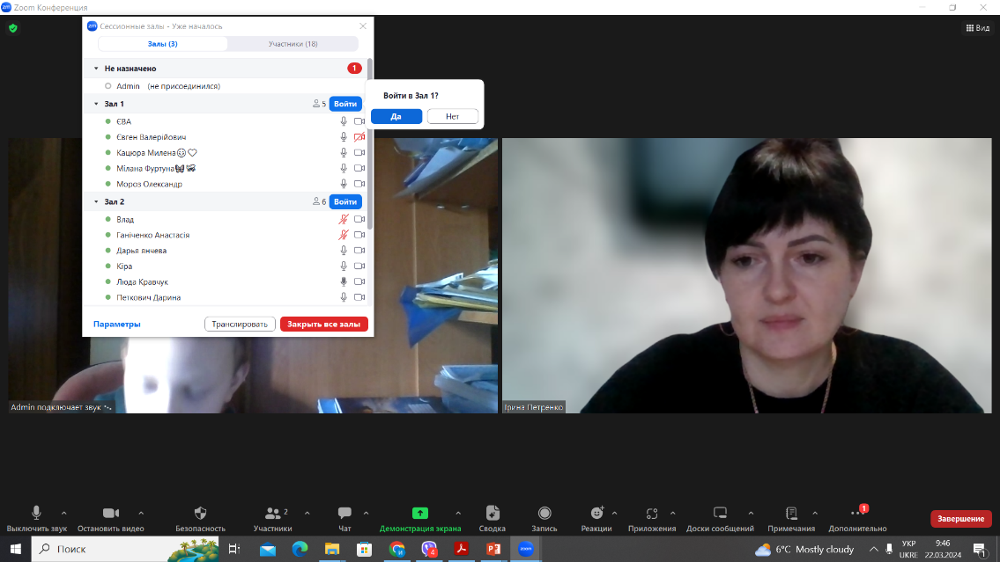 Zoom Конференция
Вид
Сессионные залы - Уже началось
Залы (3)
Участники (18)
Не назначено
1
Admin (не присоединился)
Зал 1
5
Войти
ЄВА
Євген Валерійович
Кацюра Милена
Мілана Фуртуна
Мороз Олександр
Зал 2
6
Войти
Влад
Ганіченко Анастасія
Дарья янчева
Кіра
Люда Кравчук
Петкович Дарина
Параметры
Транслировать
Закрыть все залы
Войти в Зал 1?
Да
Нет
Admin подключает звук
Ірина Петренко
Выключить звук
Остановить видео
Безопасность
2
Участники
Чат
Демонстрация экрана
Сводка
Запись
Реакции
Приложения
Доски сообщений
Примечания
1
Дополнительно
Завершение
Поиск
4
zoom
6°C Mostly cloudy
УКР
UKRE
9:46
22.03.2024
1